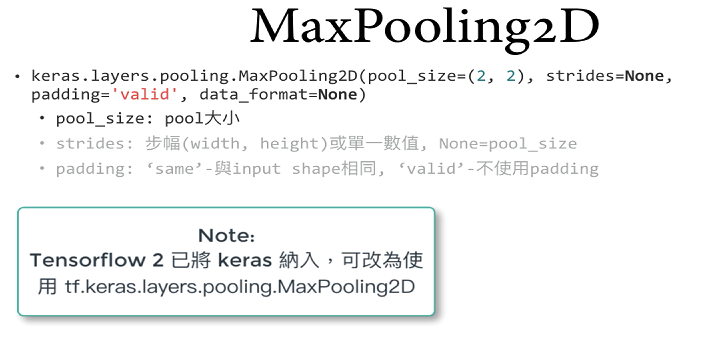 MaxPooling2D
• keras.layers.pooling.MaxPooling2D(pool_size=(2, 2), strides=None,
padding='valid', data_format=None)
• pool_size: pool大小
• strides: 步幅(width, height)或單一數值, None=pool_size
• padding: ‘same’-與input shape相同, ‘valid’-不使用padding
Note:
Tensorflow 2 已將 keras 納入，可改為使
用 tf.keras.layers.pooling.MaxPooling2D